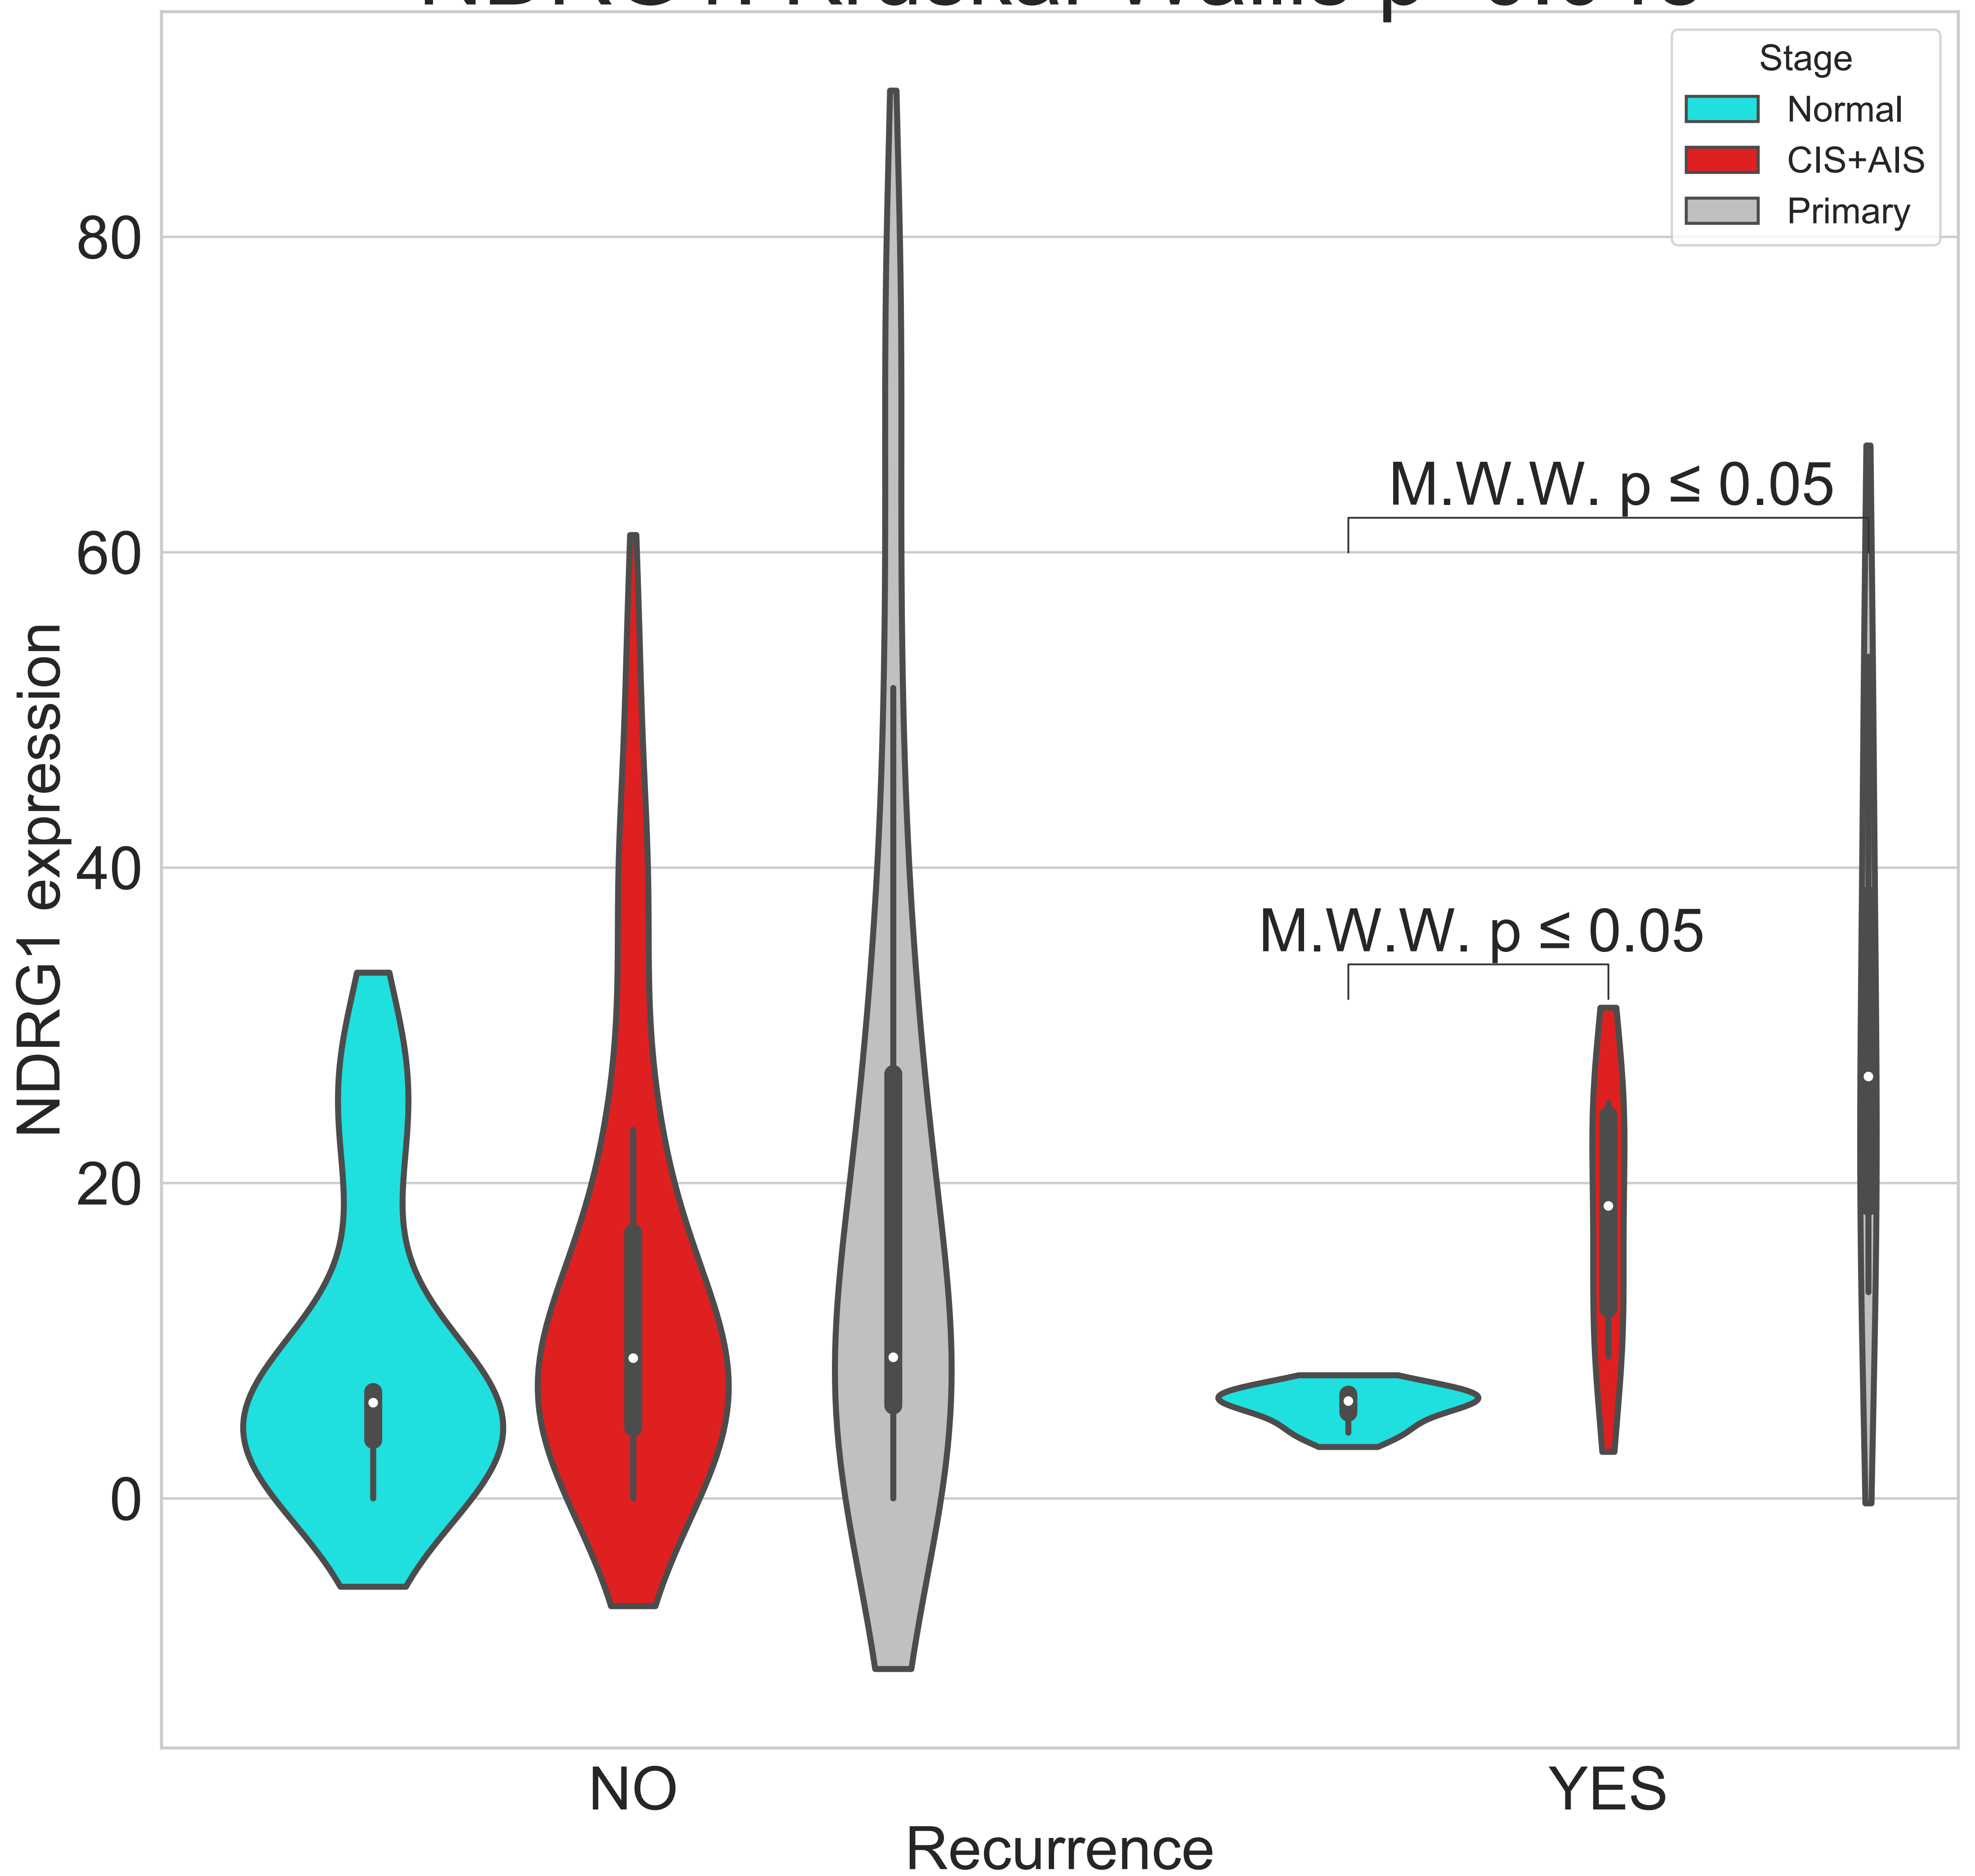 Stage
Normal
CIS+AIS
Primary
80
60
40
20
0
NDRG1 expression
M.W.W. p ≤ 0.05
M.W.W. p ≤ 0.05
NO
YES
Recurrence